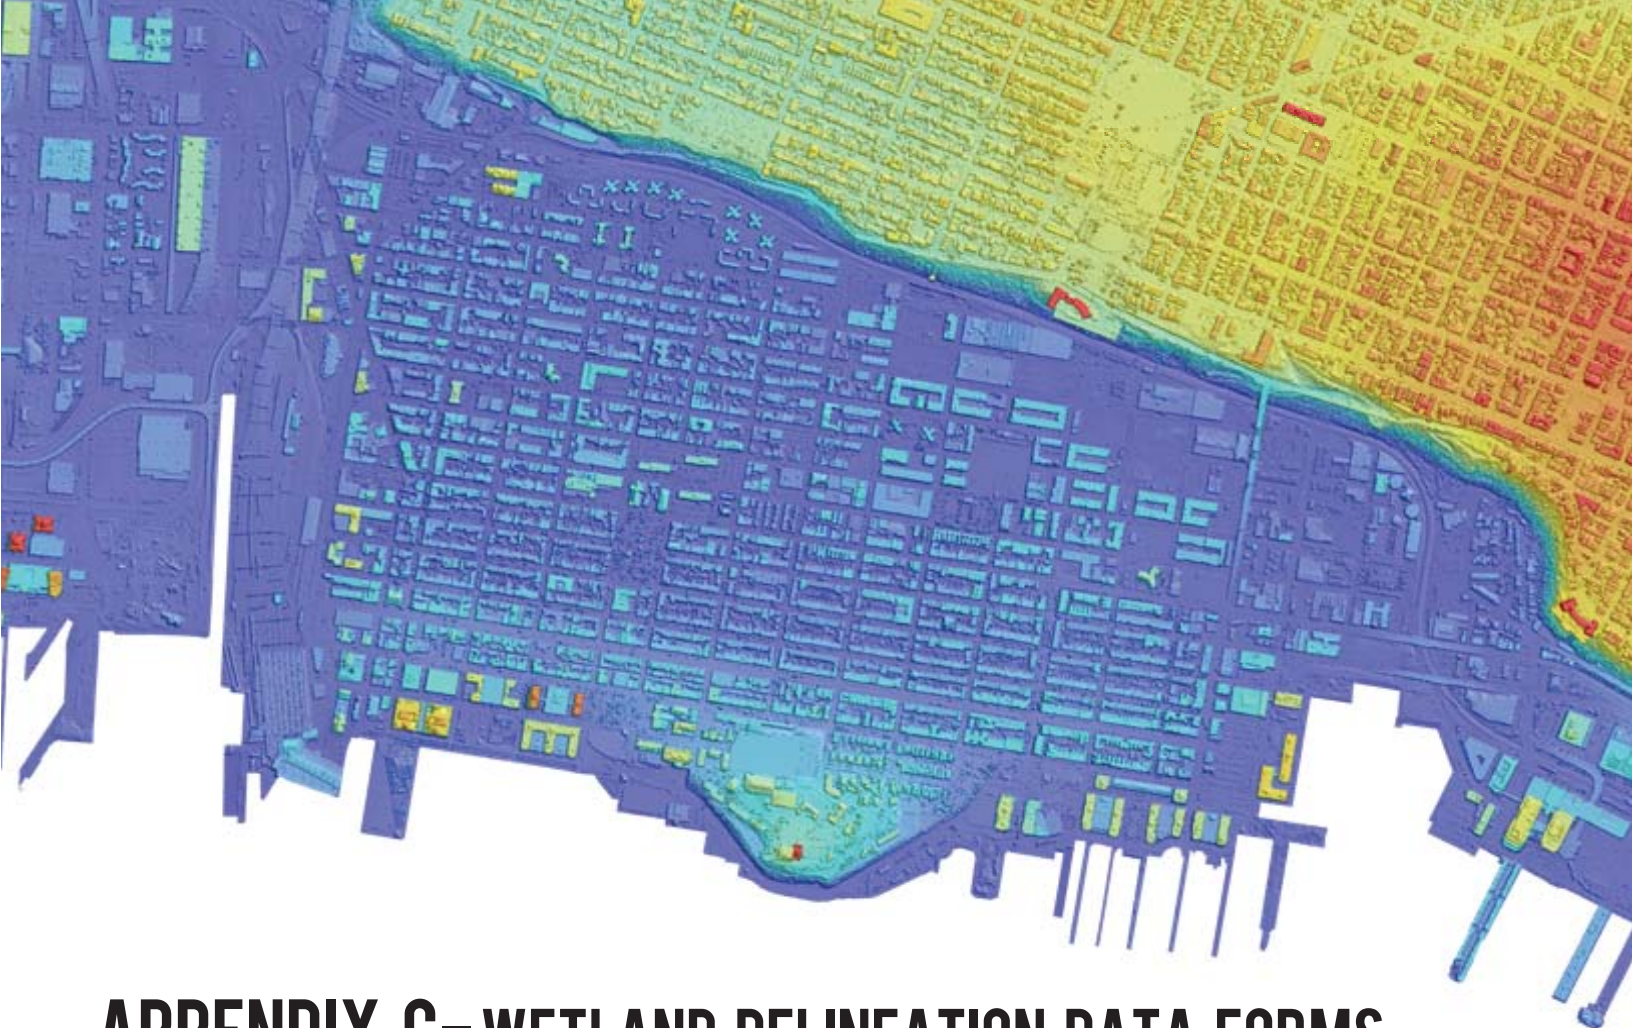 APPENDIX C– WETLAND DELINEATION DATA FORMS